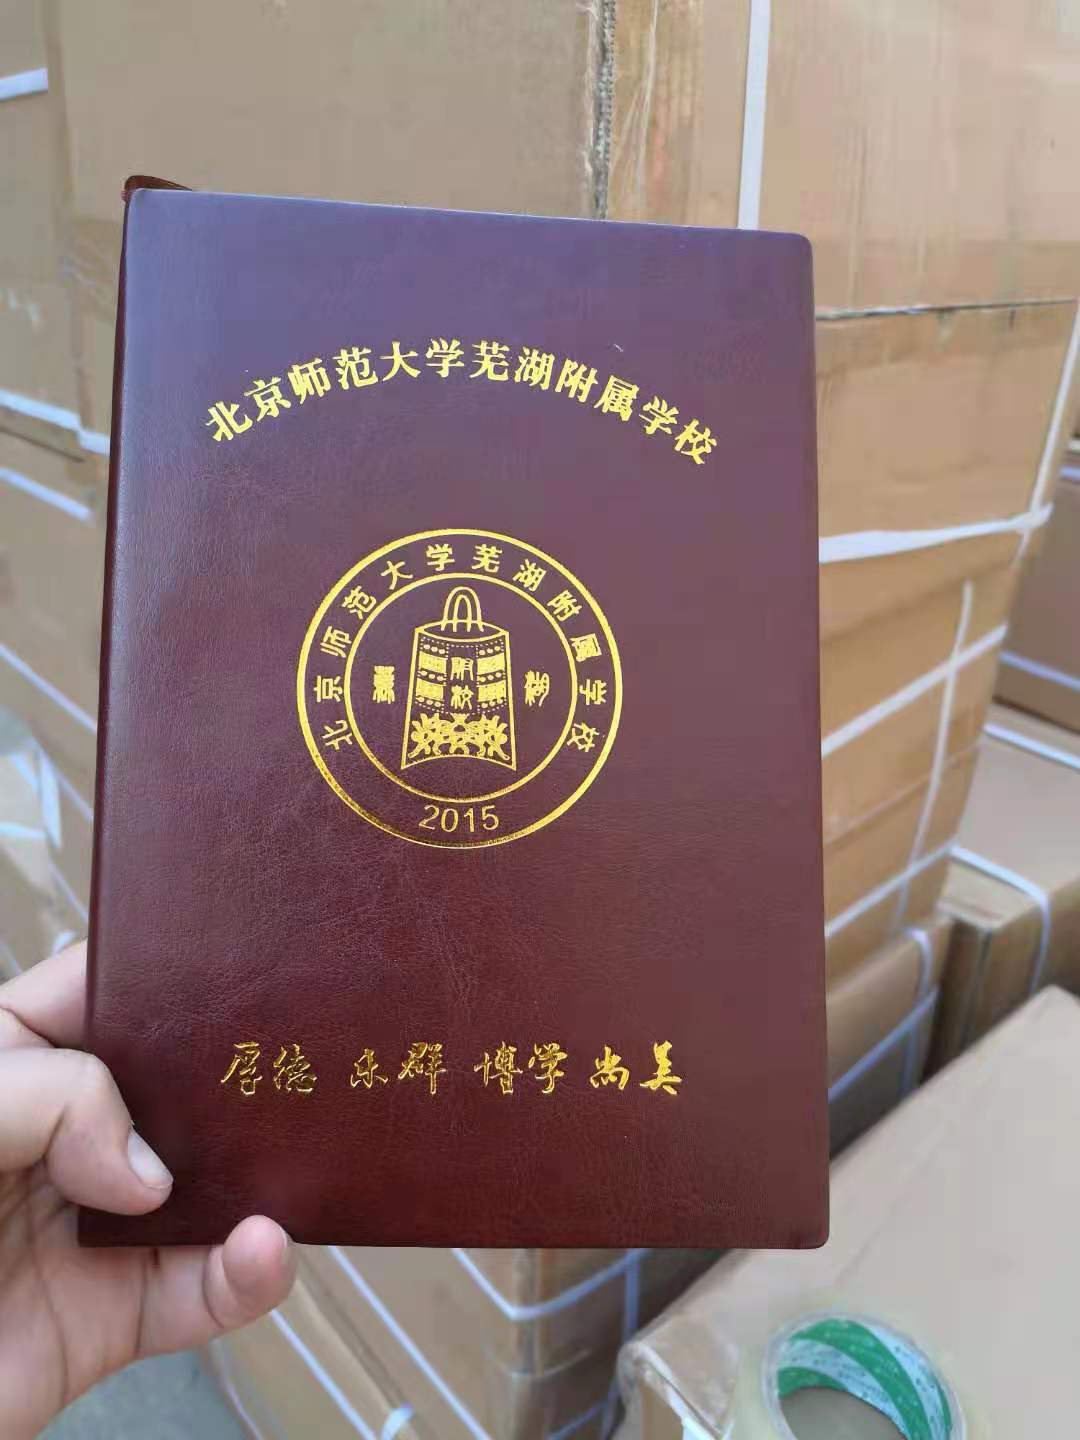 北京师范大学芜湖附属学校
北京师范大学芜湖附属学校
附校
2015
厚德 乐群 博学 尚美